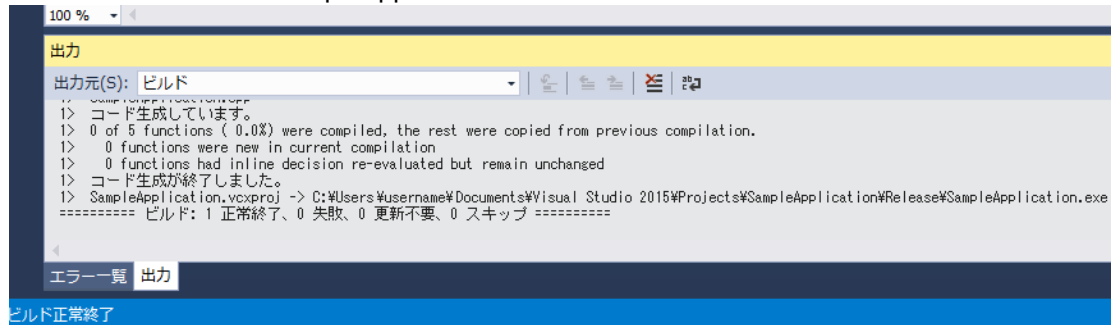 100 %
出力
出力元(S): ビルド
1>  コード生成しています。
1>  0 of 5 functions ( 0.0%) were compiled, the rest were copied from previous compilation.
1>    0 functions were new in current compilation
1>    0 functions had inline decision re-evaluated but remain unchanged
1>  コード生成が終了しました。
1>  SampleApplication.vcxproj -> C:¥Users¥username¥Documents¥Visual Studio 2015¥Projects¥SampleApplication¥Release¥SampleApplication.exe
========== ビルド: 1 正常終了、0 失敗、0 更新不要、0 スキップ ==========
エラー一覧 出力
ビルド正常終了